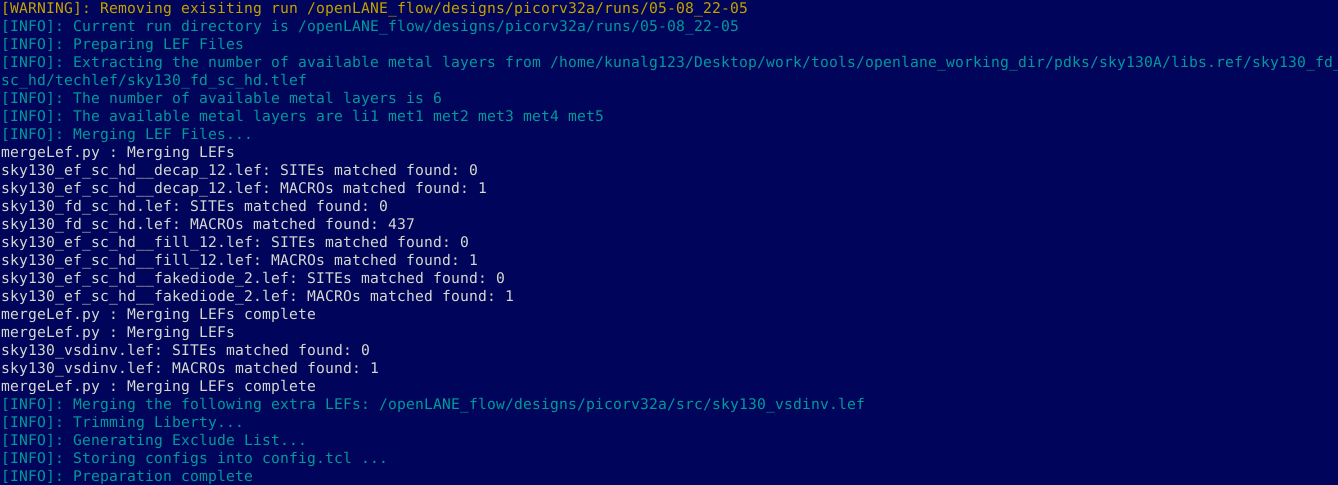 [WARNING]: Removing exisiting run /openLANE_flow/designs/picorv32a/runs/05-08_22-05
[INFO]: Current run directory is /openLANE_flow/designs/picorv32a/runs/05-08_22-05
[INFO]: Preparing LEF Files
[INFO]: Extracting the number of available metal layers from /home/kunalg123/Desktop/work/tools/openlane_working_dir/pdks/sky130A/libs.ref/sky130_fd_
sc_hd/techlef/sky130_fd_sc_hd.tlef
[INFO]: The number of available metal layers is 6
[INFO]: The available metal layers are li1 met1 met2 met3 met4 met5
[INFO]: Merging LEF Files...
mergeLef.py : Merging LEFs
sky130_ef_sc_hd__decap_12.lef: SITEs matched found: 0
sky130_ef_sc_hd__decap_12.lef: MACROs matched found: 1
sky130_fd_sc_hd.lef: SITEs matched found: 0
sky130_fd_sc_hd.lef: MACROs matched found: 437
sky130_ef_sc_hd__fill_12.lef: SITEs matched found: 0
sky130_ef_sc_hd__fill_12.lef: MACROs matched found: 1
sky130_ef_sc_hd__fakediode_2.lef: SITEs matched found: 0
sky130_ef_sc_hd__fakediode_2.lef: MACROs matched found: 1
mergeLef.py : Merging LEFs complete
mergeLef.py : Merging LEFs
sky130_vsdinv.lef: SITEs matched found: 0
sky130_vsdinv.lef: MACROs matched found: 1
mergeLef.py : Merging LEFs complete
[INFO]: Merging the following extra LEFs: /openLANE_flow/designs/picorv32a/src/sky130_vsdinv.lef
[INFO]: Trimming Liberty...
[INFO]: Generating Exclude List...
[INFO]: Storing configs into config.tcl ...
[INFO]: Preparation complete